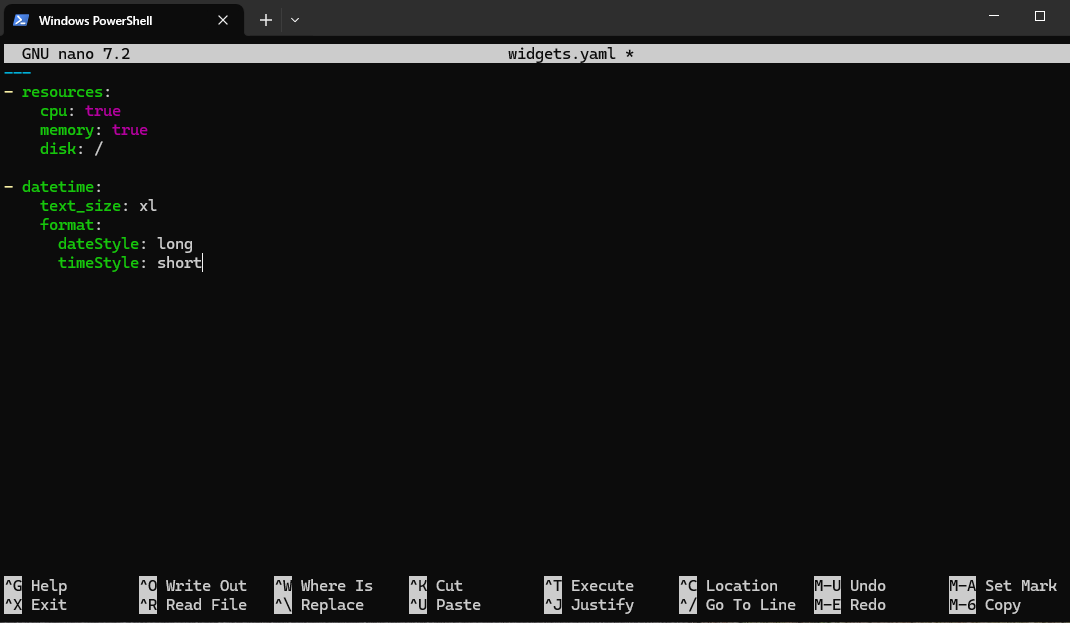 Windows PowerShell
GNU nano 7.2 widgets.yaml *
---
- resources:
    cpu: true
    memory: true
    disk: /
- datetime:
    text_size: xl
    format:
      dateStyle: long
      timeStyle: short
^G Help ^O Write Out ^W Where Is ^K Cut ^T Execute ^C Location M-U Undo M-A Set Mark
^X Exit ^R Read File ^\ Replace ^U Paste ^J Justify ^/ Go To Line M-E Redo M-6 Copy